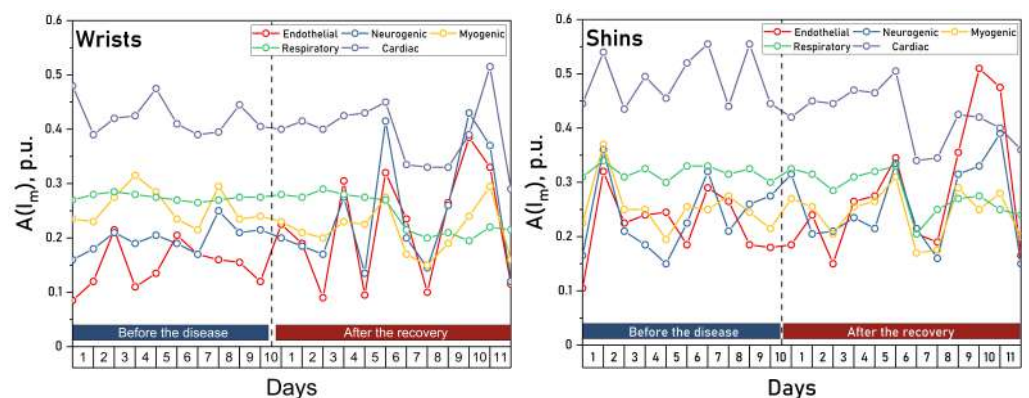 Wrists
Endothelial Neurogenic Myogenic
Respiratory Cardiac
A(Im), p.u.
0.6
0.5
0.4
0.3
0.2
0.1
0
Before the disease After the recovery
1 2 3 4 5 6 7 8 9 10 1 2 3 4 5 6 7 8 9 10 11
Days
Shins
Endothelial Neurogenic Myogenic
Respiratory Cardiac
A(Im), p.u.
0.6
0.5
0.4
0.3
0.2
0.1
0
Before the disease After the recovery
1 2 3 4 5 6 7 8 9 10 1 2 3 4 5 6 7 8 9 10 11
Days